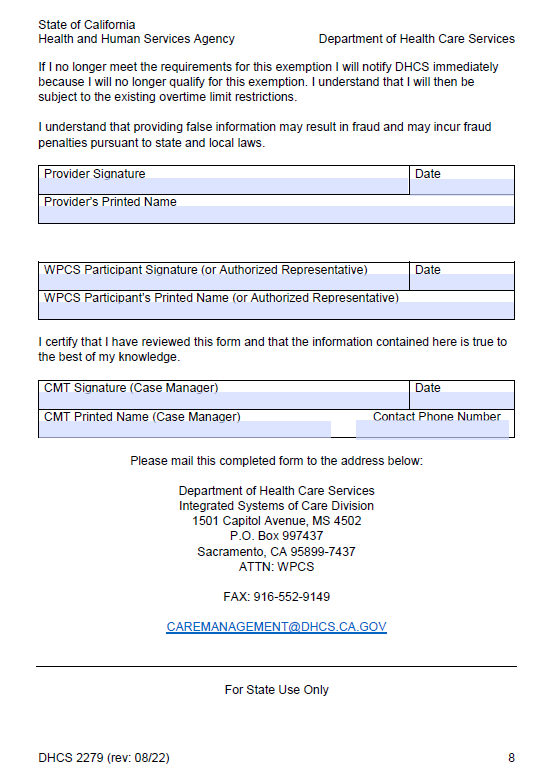 State of California
Health and Human Services Agency Department of Health Care Services
If I no longer meet the requirements for this exemption I will notify DHCS immediately
because I will no longer qualify for this exemption. I understand that I will then be
subject to the existing overtime limit restrictions.
I understand that providing false information may result in fraud and may incur fraud
penalties pursuant to state and local laws.
Provider Signature Date
Provider's Printed Name
WPCS Participant Signature (or Authorized Representative) Date
WPCS Participant's Printed Name (or Authorized Representative)
I certify that I have reviewed this form and that the information contained here is true to
the best of my knowledge.
CMT Signature (Case Manager) Date
CMT Printed Name (Case Manager) Contact Phone Number
Please mail this completed form to the address below:
Department of Health Care Services
Integrated Systems of Care Division
1501 Capitol Avenue, MS 4502
P.O. Box 997437
Sacramento, CA 95899-7437
ATTN: WPCS
FAX: 916-552-9149
CAREMANAGEMENT@DHCS.CA.GOV
For State Use Only
DHCS 2279 (rev: 08/22) 8